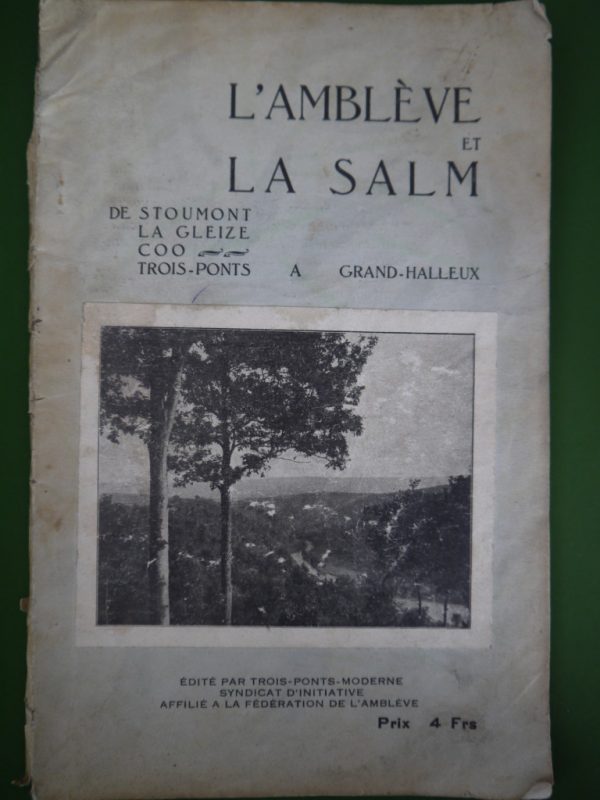 L'AMBLÈVE
ET
LA SALM
DE STOUMONT
LA GLEIZE
COO
TROIS-PONTS A GRAND-HALLEUX
ÉDITÉ PAR TROIS-PONTS-MODERNE
SYNDICAT D'INITIATIVE
AFFILIÉ A LA FÉDÉRATION DE L'AMBLÈVE
Prix 4 Frs